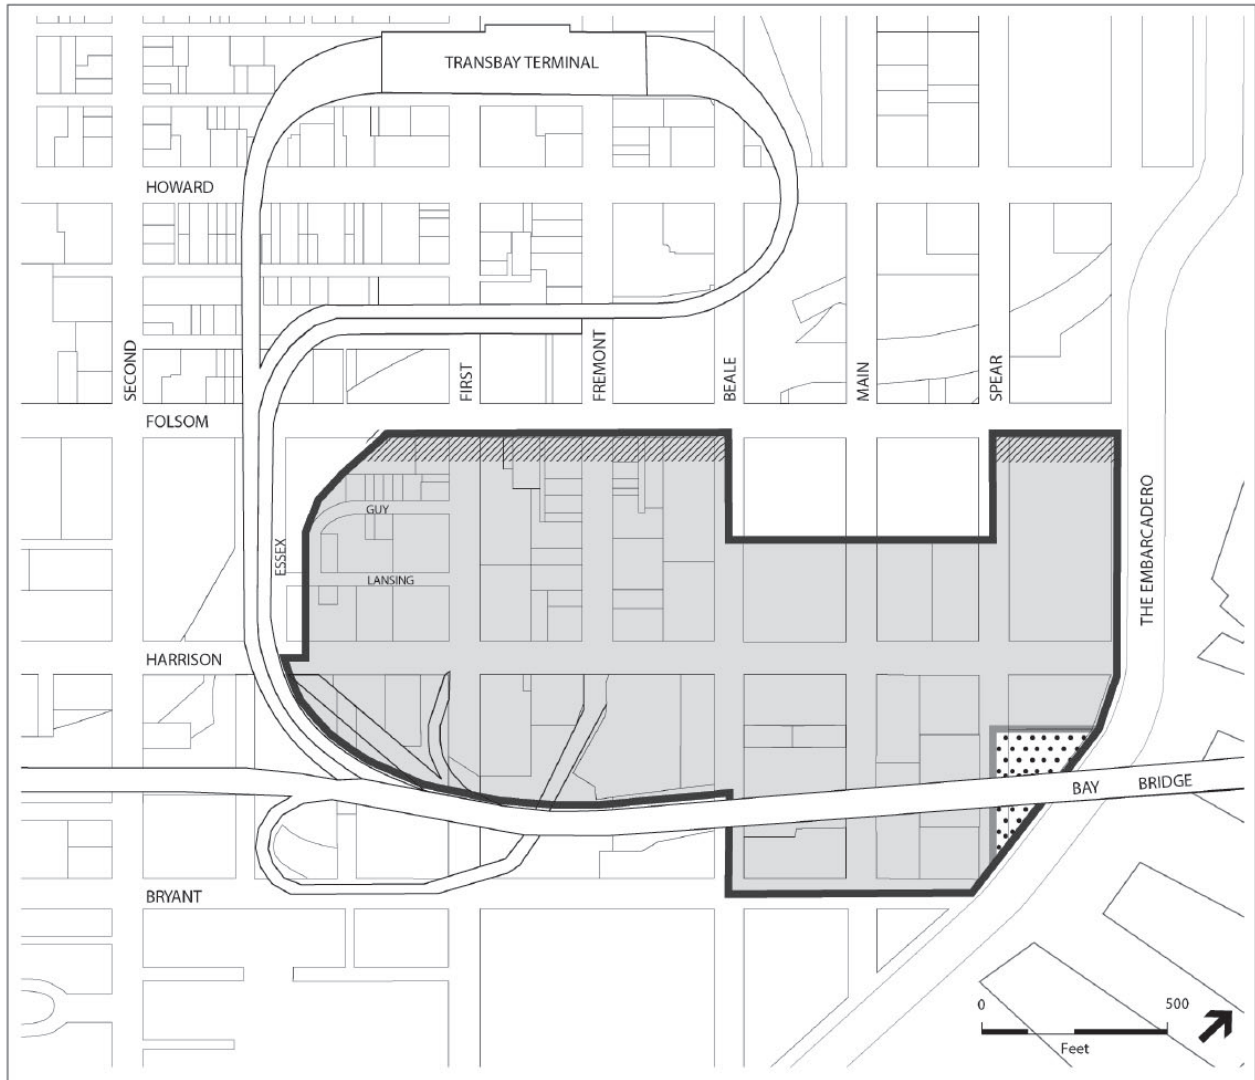 TRANSBAY TERMINAL
HOWARD
SECOND
FIRST
FREMONT
BEALE
MAIN
SPEAR
FOLSOM
GUY
ESSEX
LANSING
THE EMBARCADERO
HARRISON
BAY BRIDGE
BRYANT
0 500
Feet